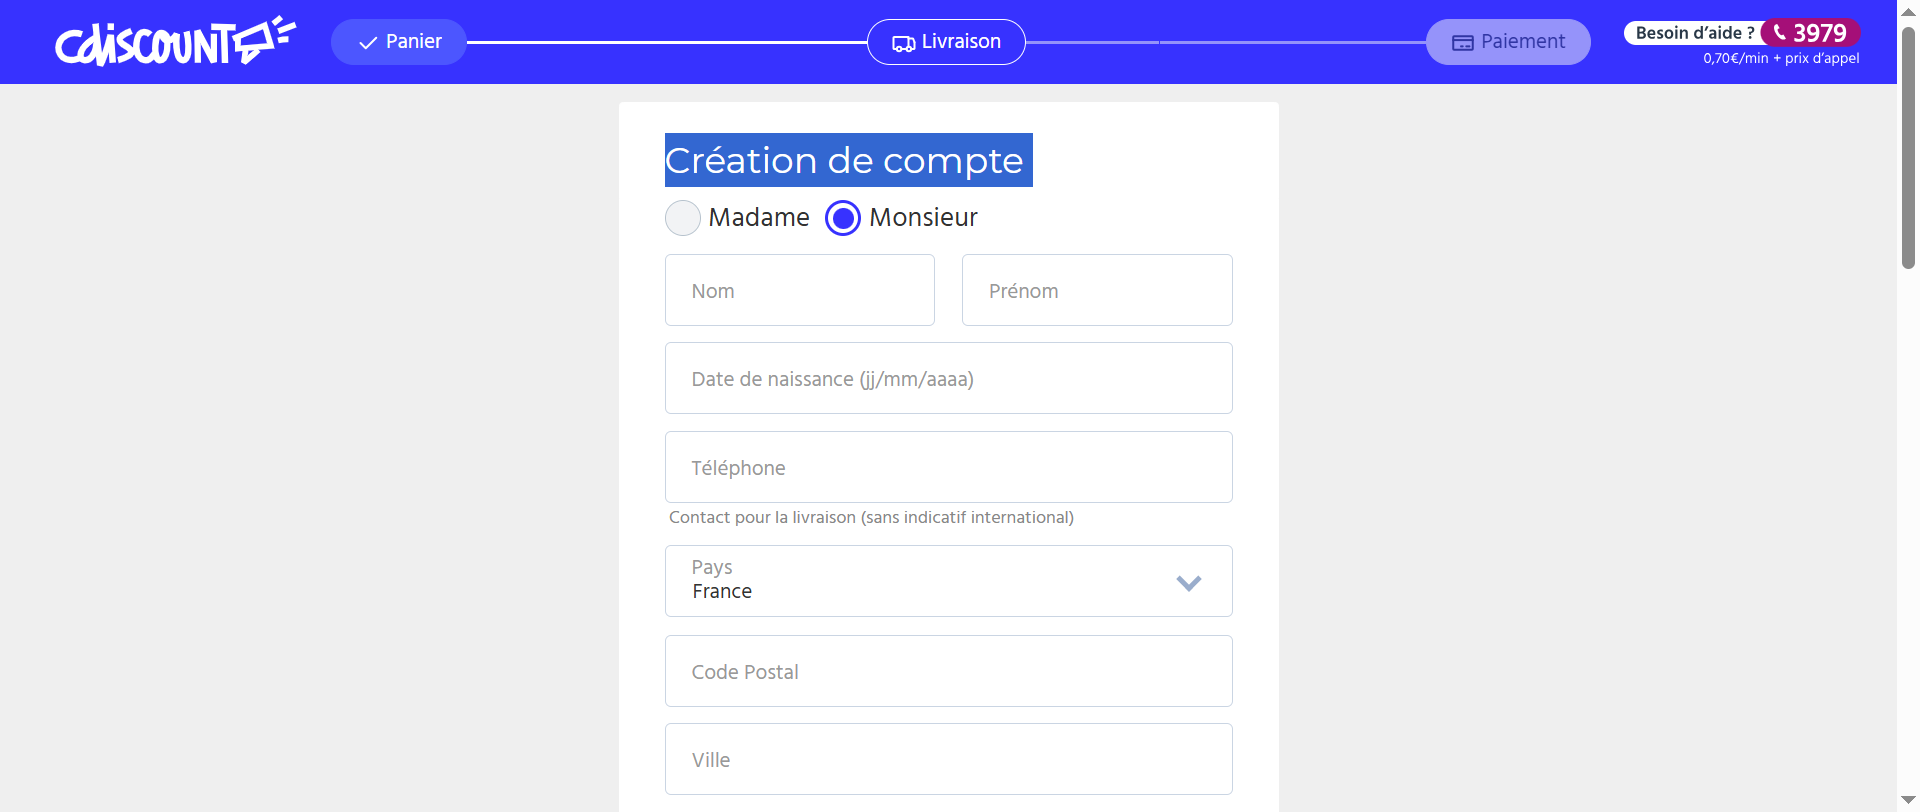 cdiscount
Panier
Livraison
Paiement
Besoin d'aide ? 3979
0,70€/min + prix d'appel
Création de compte
Madame Monsieur
Nom Prénom
Date de naissance (jj/mm/aaaa)
Téléphone
Contact pour la livraison (sans indicatif international)
Pays
France
Code Postal
Ville